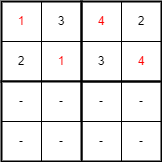 1 3 4 2
2 1 3 4
- - - -
- - - -